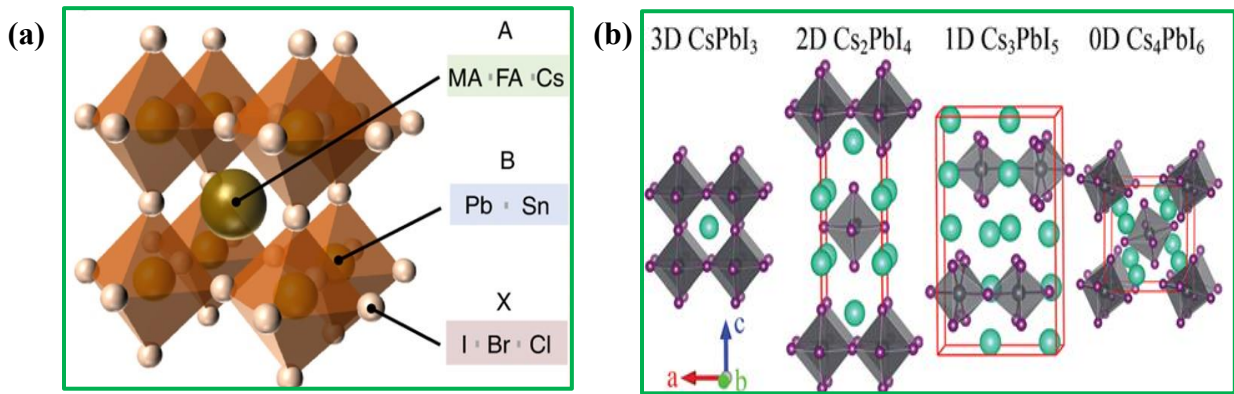 (a)
A
MA ▪ FA ▪ Cs
B
Pb ▪ Sn
X
I ▪ Br ▪ Cl
(b)
3D CsPbI₃ 2D Cs₂PbI₄ 1D Cs₃PbI₅ 0D Cs₄PbI₆
c
a
b